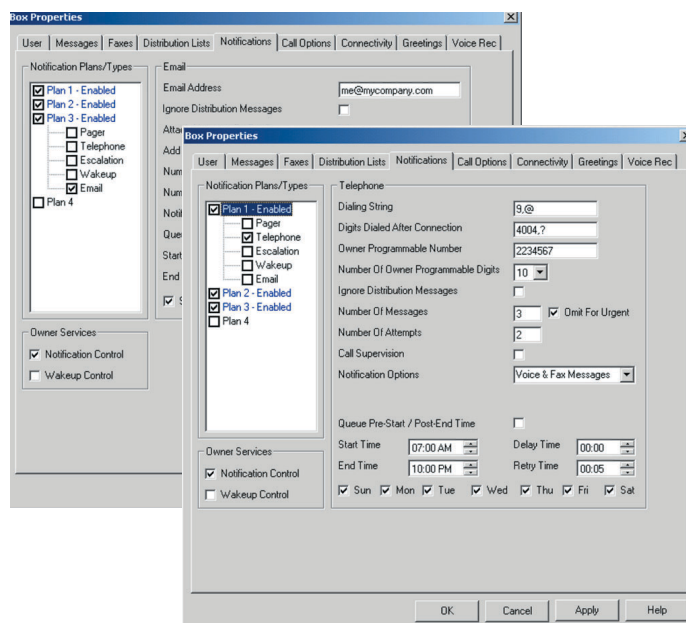 Box Properties
User Messages Faxes Distribution Lists Notifications Call Options Connectivity Greetings Voice Rec
Notification Plans/Types
Plan 1 - Enabled
Plan 2 - Enabled
Plan 3 - Enabled
Pager
Telephone
Escalation
Wakeup
Email
Plan 4
Owner Services
Notification Control
Wakeup Control
Email
Email Address me@mycompany.com
Ignore Distribution Messages
Add
Start
End
Box Properties
User Messages Faxes Distribution Lists Notifications Call Options Connectivity Greetings Voice Rec
Notification Plans/Types
Plan 1 - Enabled
Pager
Telephone
Escalation
Wakeup
Email
Plan 2 - Enabled
Plan 3 - Enabled
Plan 4
Owner Services
Notification Control
Wakeup Control
Telephone
Dialing String 9,@
Digits Dialed After Connection 4004,?
Owner Programmable Number 2234567
Number Of Owner Programmable Digits 10
Ignore Distribution Messages
Number Of Messages 3 Omit For Urgent
Number Of Attempts 2
Call Supervision
Notification Options Voice & Fax Messages
Queue Pre-Start / Post-End Time
Start Time 07:00 AM Delay Time 00:00
End Time 10:00 PM Retry Time 00:05
Sun Mon Tue Wed Thu Fri Sat
OK Cancel Apply Help